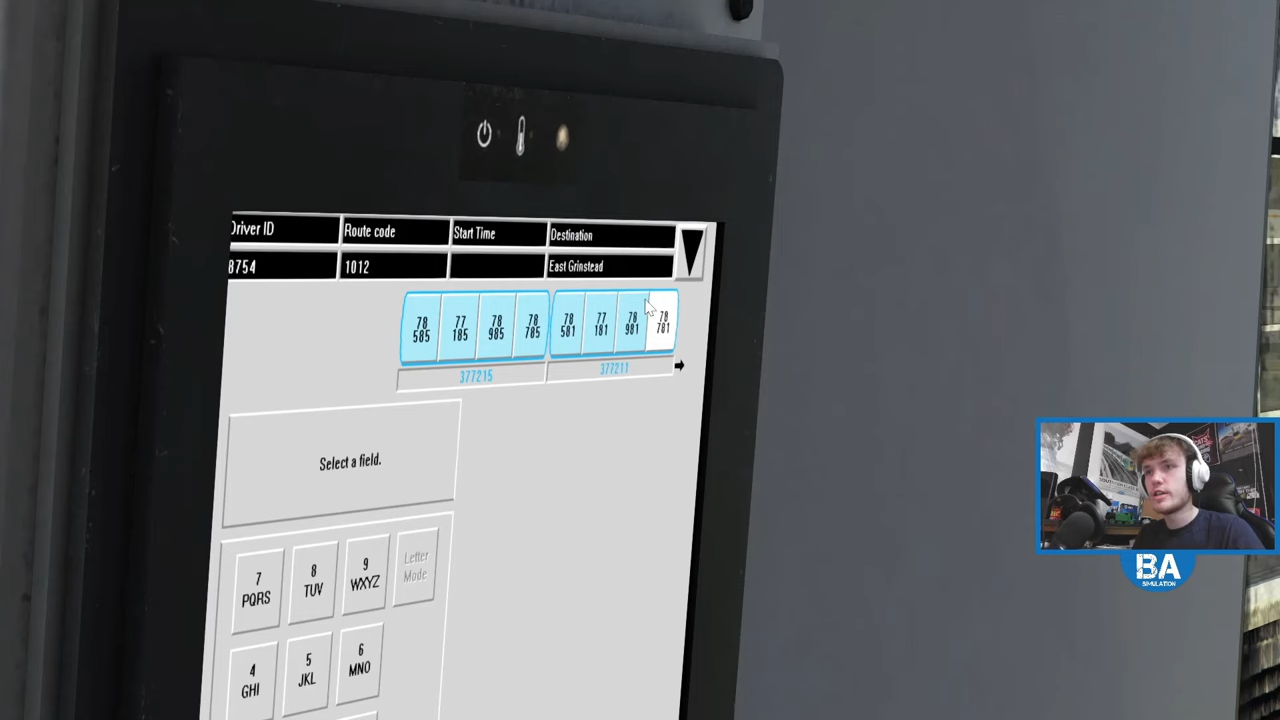 Driver ID
Route code
Start Time
Destination
8754
1012
East Grinstead
78 585
77 185
78 985
78 785
78 581
77 181
78 981
78 781
377215
377211
Select a field.
7 PQRS
8 TUV
9 WXYZ
Letter Mode
4 GHI
5 JKL
6 MNO
BA
SIMULATION